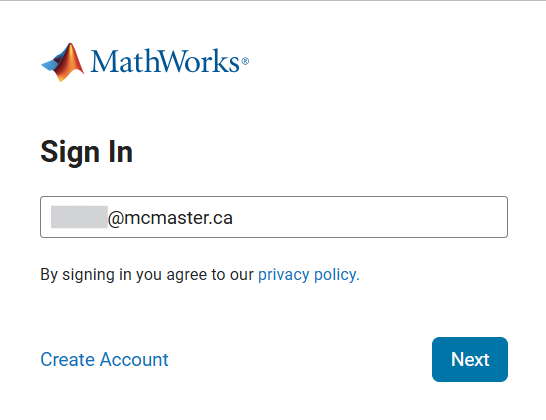 MathWorks®
Sign In
@mcmaster.ca
By signing in you agree to our privacy policy.
Create Account
Next